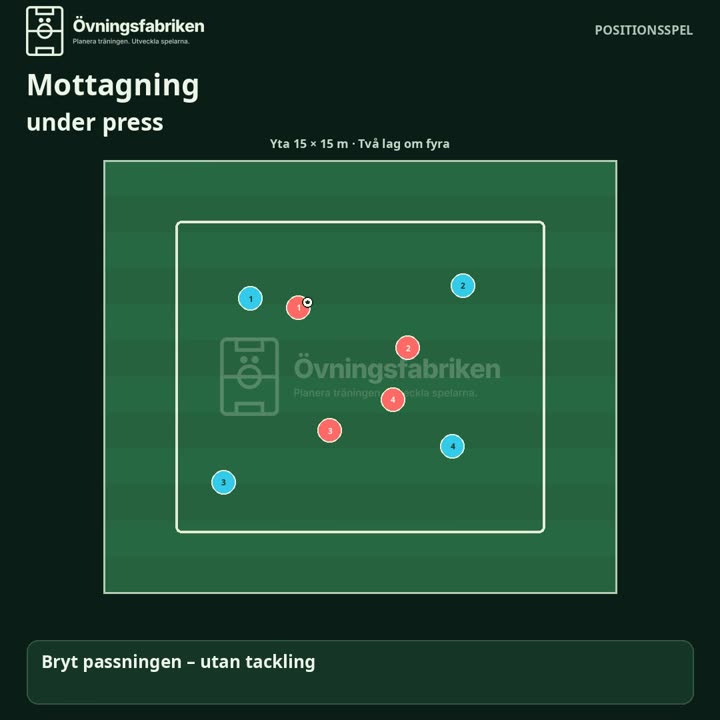 Övningsfabriken
Planera träningen. Utveckla spelarna.
POSITIONSSPEL
Mottagning
under press
Yta 15 × 15 m · Två lag om fyra
1
1
2
2
Övningsfabriken
Planera träningen. Utveckla spelarna.
4
3
4
3
Bryt passningen – utan tackling